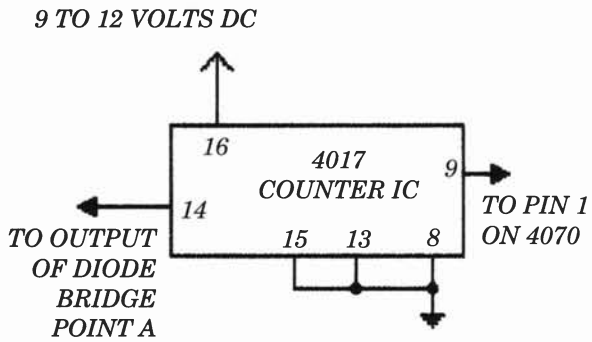 9 TO 12 VOLTS DC
16
4017
COUNTER IC
9
14
TO PIN 1
ON 4070
15 13 8
TO OUTPUT
OF DIODE
BRIDGE
POINT A